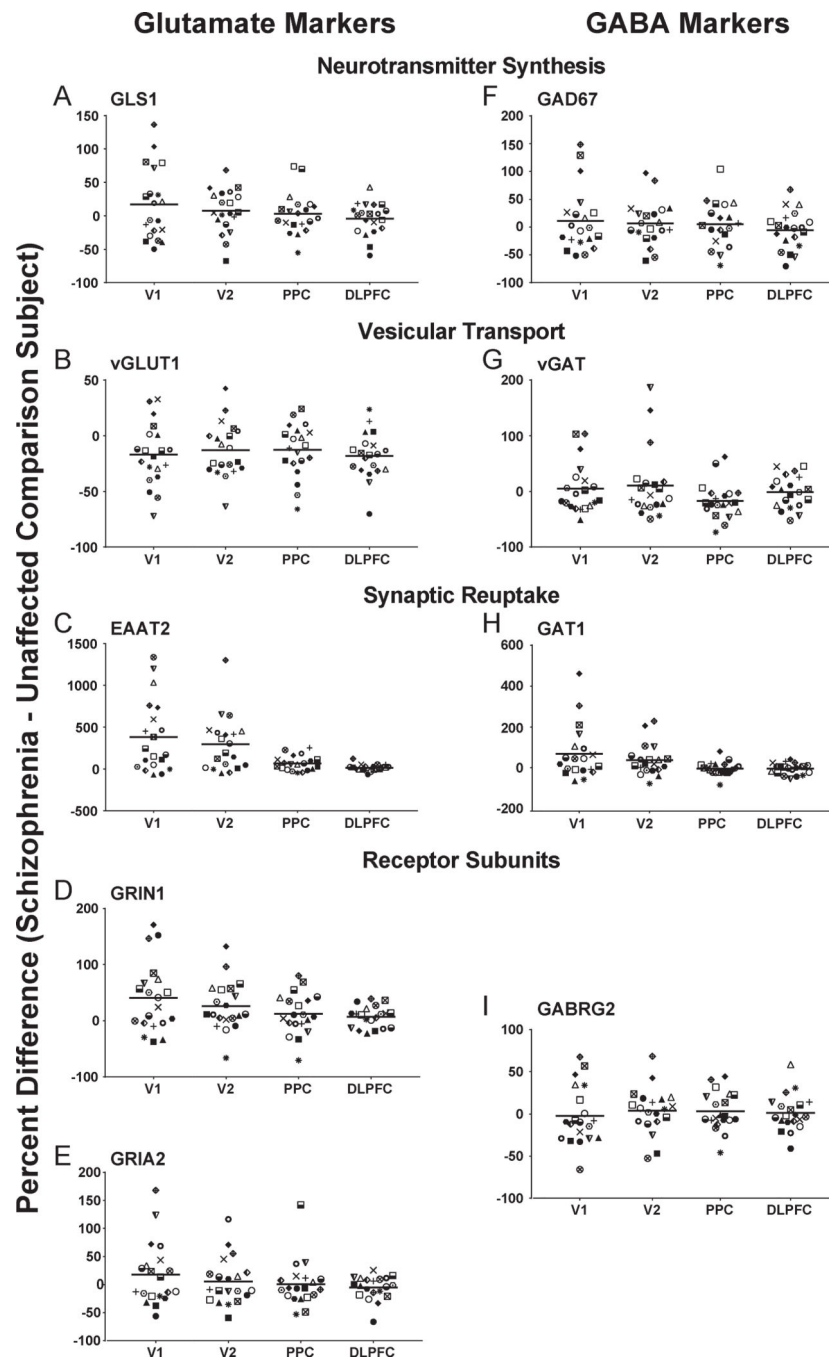 Glutamate Markers
GABA Markers
Percent Difference (Schizophrenia - Unaffected Comparison Subject)
Neurotransmitter Synthesis
A GLS1
150
100
50
0
-50
-100
V1 V2 PPC DLPFC
F GAD67
200
150
100
50
0
-50
-100
V1 V2 PPC DLPFC
Vesicular Transport
B vGLUT1
50
0
-50
-100
V1 V2 PPC DLPFC
G vGAT
200
100
0
-100
V1 V2 PPC DLPFC
Synaptic Reuptake
C EAAT2
1500
1000
500
0
-500
V1 V2 PPC DLPFC
H GAT1
600
400
200
0
-200
V1 V2 PPC DLPFC
Receptor Subunits
D GRIN1
200
100
0
-100
V1 V2 PPC DLPFC
I GABRG2
100
50
0
-50
-100
V1 V2 PPC DLPFC
E GRIA2
200
150
100
50
0
-50
-100
V1 V2 PPC DLPFC